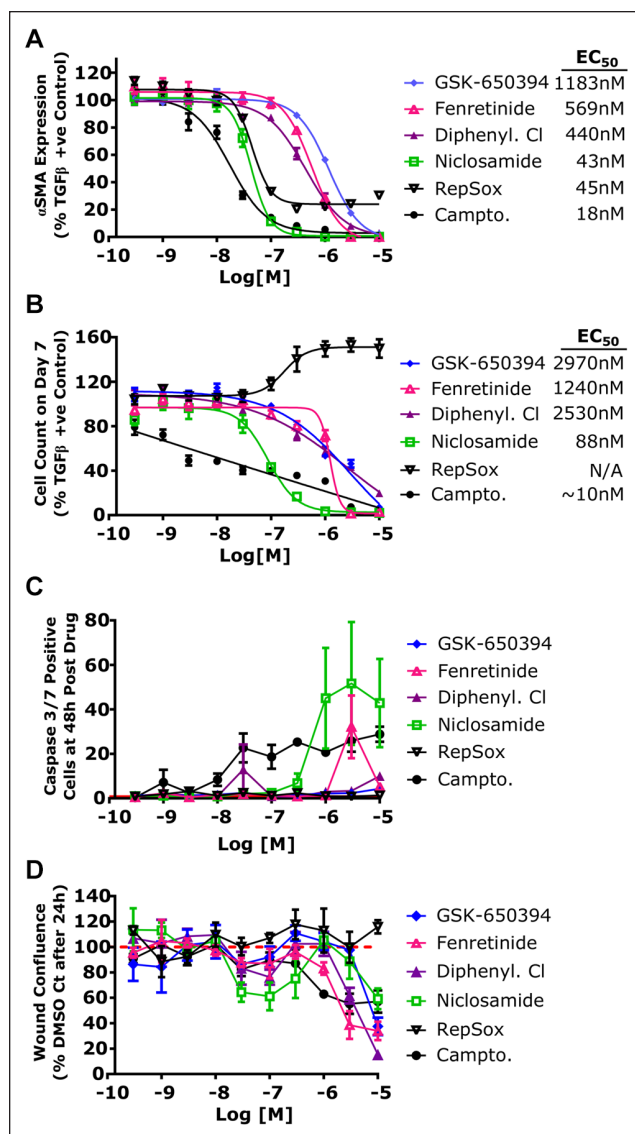 A
αSMA Expression
(% TGFβ +ve Control)
120
100
80
60
40
20
0
-10 -9 -8 -7 -6 -5
Log[M]
EC50
GSK-650394 1183nM
Fenretinide 569nM
Diphenyl. Cl 440nM
Niclosamide 43nM
RepSox 45nM
Campto. 18nM
B
Cell Count on Day 7
(% TGFβ +ve Control)
160
120
80
40
0
-10 -9 -8 -7 -6 -5
Log[M]
EC50
GSK-650394 2970nM
Fenretinide 1240nM
Diphenyl. Cl 2530nM
Niclosamide 88nM
RepSox N/A
Campto. ~10nM
C
Caspase 3/7 Positive
Cells at 48h Post Drug
80
60
40
20
0
-10 -9 -8 -7 -6 -5
Log [M]
GSK-650394
Fenretinide
Diphenyl. Cl
Niclosamide
RepSox
Campto.
D
Wound Confluence
(% DMSO Ct after 24h)
140
120
100
80
60
40
20
0
-10 -9 -8 -7 -6 -5
Log [M]
GSK-650394
Fenretinide
Diphenyl. Cl
Niclosamide
RepSox
Campto.